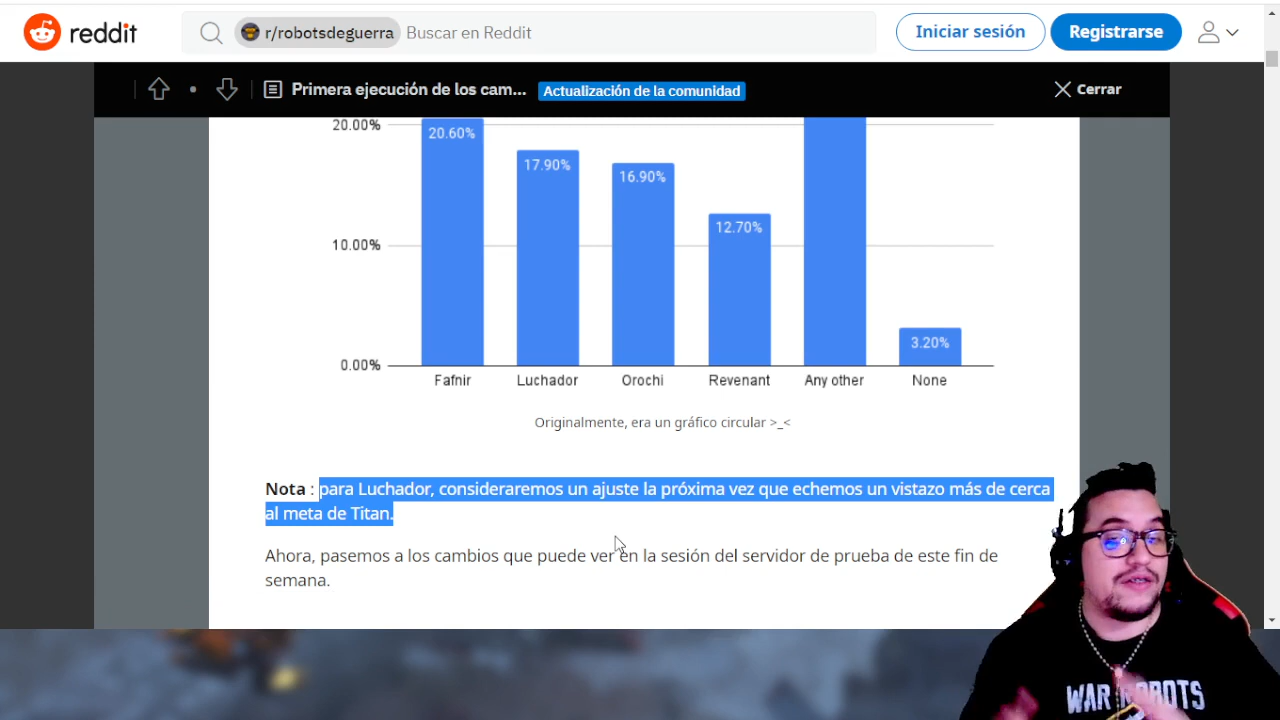 reddit
r/robotsdeguerra Buscar en Reddit
Iniciar sesión
Registrarse
Primera ejecución de los cam... Actualización de la comunidad
Cerrar
20.00%
20.60%
17.90%
16.90%
12.70%
10.00%
3.20%
0.00%
Fafnir Luchador Orochi Revenant Any other None
Originalmente, era un gráfico circular >_<
Nota : para Luchador, consideraremos un ajuste la próxima vez que echemos un vistazo más de cerca
al meta de Titan.
Ahora, pasemos a los cambios que puede ver en la sesión del servidor de prueba de este fin de
semana.
WAR ROBOTS